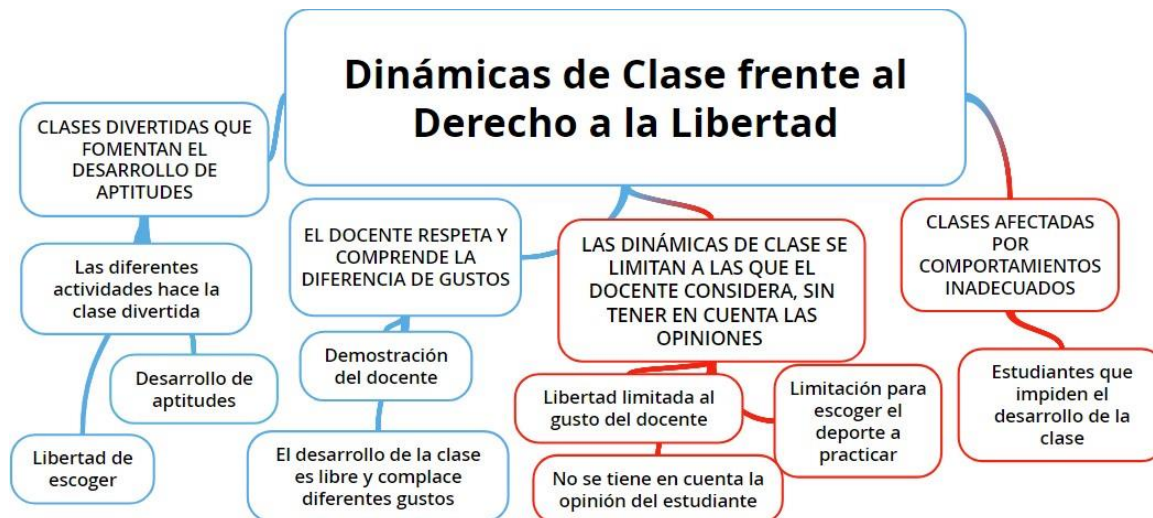 Dinámicas de Clase frente al
Derecho a la Libertad
CLASES DIVERTIDAS QUE
FOMENTAN EL
DESARROLLO DE
APTITUDES
Las diferentes
actividades hace la
clase divertida
Desarrollo de
aptitudes
Libertad de
escoger
EL DOCENTE RESPETA Y
COMPRENDE LA
DIFERENCIA DE GUSTOS
Demostración
del docente
El desarrollo de la clase
es libre y complace
diferentes gustos
LAS DINÁMICAS DE CLASE SE
LIMITAN A LAS QUE EL
DOCENTE CONSIDERA, SIN
TENER EN CUENTA LAS
OPINIONES
Libertad limitada al
gusto del docente
No se tiene en cuenta la
opinión del estudiante
Limitación para
escoger el
deporte a
practicar
CLASES AFECTADAS
POR
COMPORTAMIENTOS
INADECUADOS
Estudiantes que
impiden el
desarrollo de la
clase